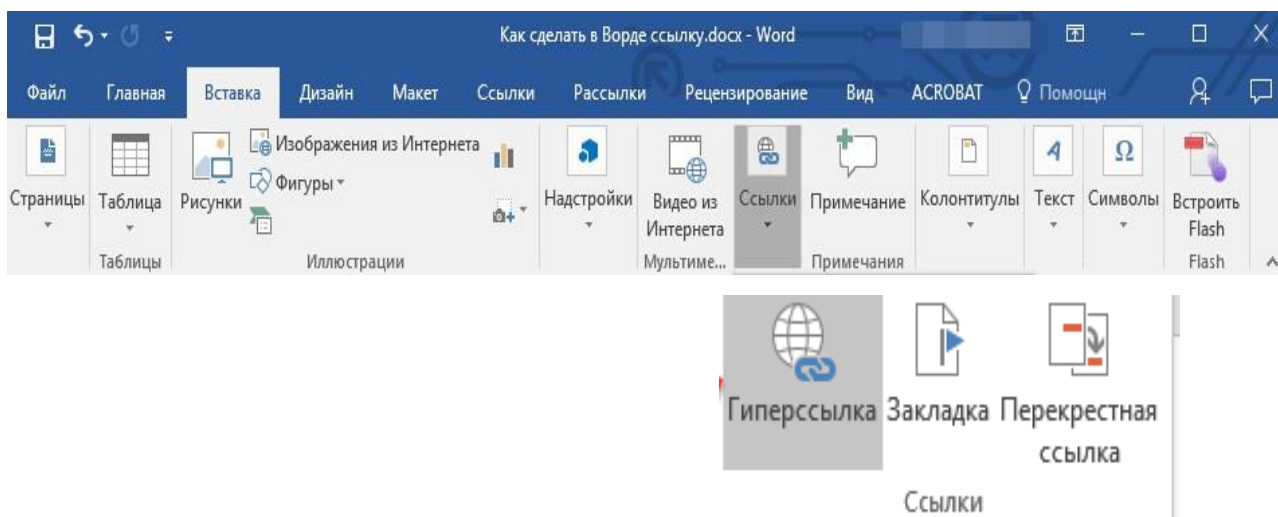 Как сделать в Ворде ссылку.docx - Word
Файл Главная Вставка Дизайн Макет Ссылки Рассылки Рецензирование Вид ACROBAT Помощн
Изображения из Интернета
Фигуры
Страницы Таблица Рисунки Надстройки Видео из Ссылки Примечание Колонтитулы Текст Символы Встроить
Интернета Flash
Таблицы Иллюстрации Мультиме... Примечания Flash
Гиперссылка Закладка Перекрестная
ссылка
Ссылки